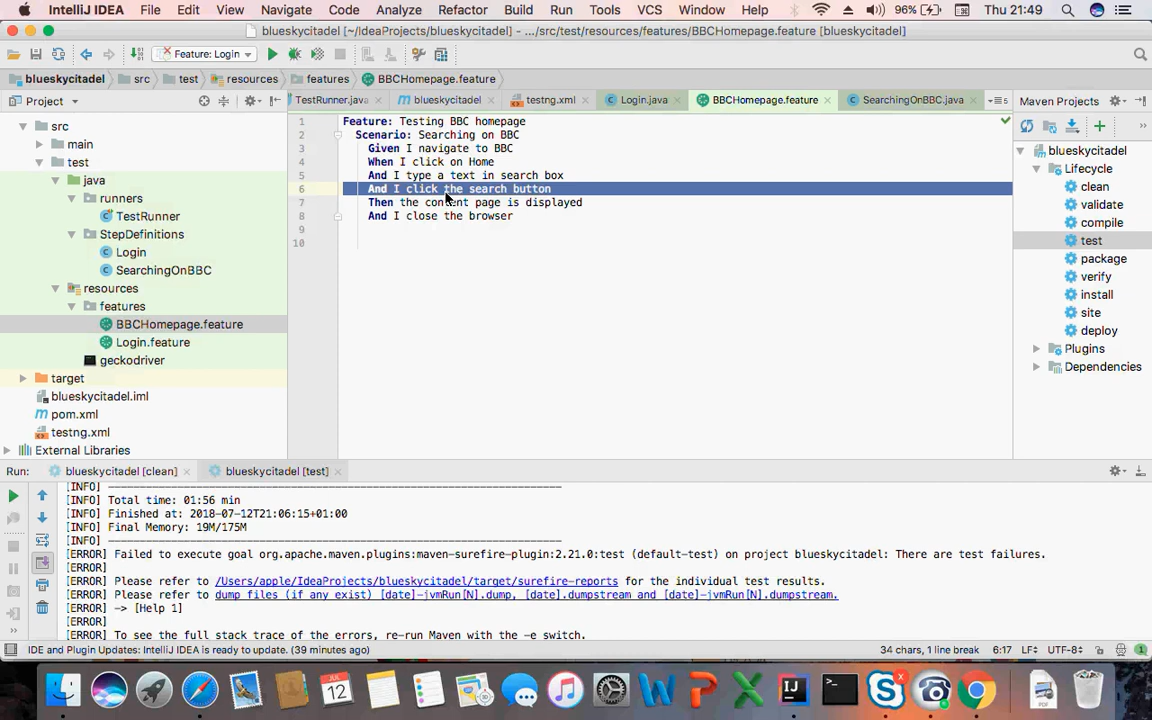 IntelliJ IDEA File Edit View Navigate Code Analyze Refactor Build Run Tools VCS Window Help 96% Thu 21:49
blueskycitadel [~/IdeaProjects/blueskycitadel] - .../src/test/resources/features/BBCHomepage.feature [blueskycitadel]
Feature: Login
blueskycitadel src test resources features BBCHomepage.feature
Project
TestRunner.java blueskycitadel testng.xml Login.java BBCHomepage.feature SearchingOnBBC.java
Maven Projects
src
main
test
java
runners
TestRunner
StepDefinitions
Login
SearchingOnBBC
resources
features
BBCHomepage.feature
Login.feature
geckodriver
target
blueskycitadel.iml
pom.xml
testng.xml
External Libraries
1 Feature: Testing BBC homepage
2 Scenario: Searching on BBC
3 Given I navigate to BBC
4 When I click on Home
5 And I type a text in search box
6 And I click the search button
7 Then the content page is displayed
8 And I close the browser
9
10
blueskycitadel
Lifecycle
clean
validate
compile
test
package
verify
install
site
deploy
Plugins
Dependencies
Run: blueskycitadel [clean] blueskycitadel [test]
[INFO] ------------------------------------------------------------------------
[INFO] Total time: 01:56 min
[INFO] Finished at: 2018-07-12T21:06:15+01:00
[INFO] Final Memory: 19M/175M
[INFO] ------------------------------------------------------------------------
[ERROR] Failed to execute goal org.apache.maven.plugins:maven-surefire-plugin:2.21.0:test (default-test) on project blueskycitadel: There are test failures.
[ERROR]
[ERROR] Please refer to /Users/apple/IdeaProjects/blueskycitadel/target/surefire-reports for the individual test results.
[ERROR] Please refer to dump files (if any exist) [date]-jvmRun[N].dump, [date].dumpstream and [date]-jvmRun[N].dumpstream.
[ERROR] -> [Help 1]
[ERROR]
[ERROR] To see the full stack trace of the errors, re-run Maven with the -e switch.
IDE and Plugin Updates: IntelliJ IDEA is ready to update. (39 minutes ago) 34 chars, 1 line break 6:17 LF UTF-8 1
JUL
12
IJ
PDF